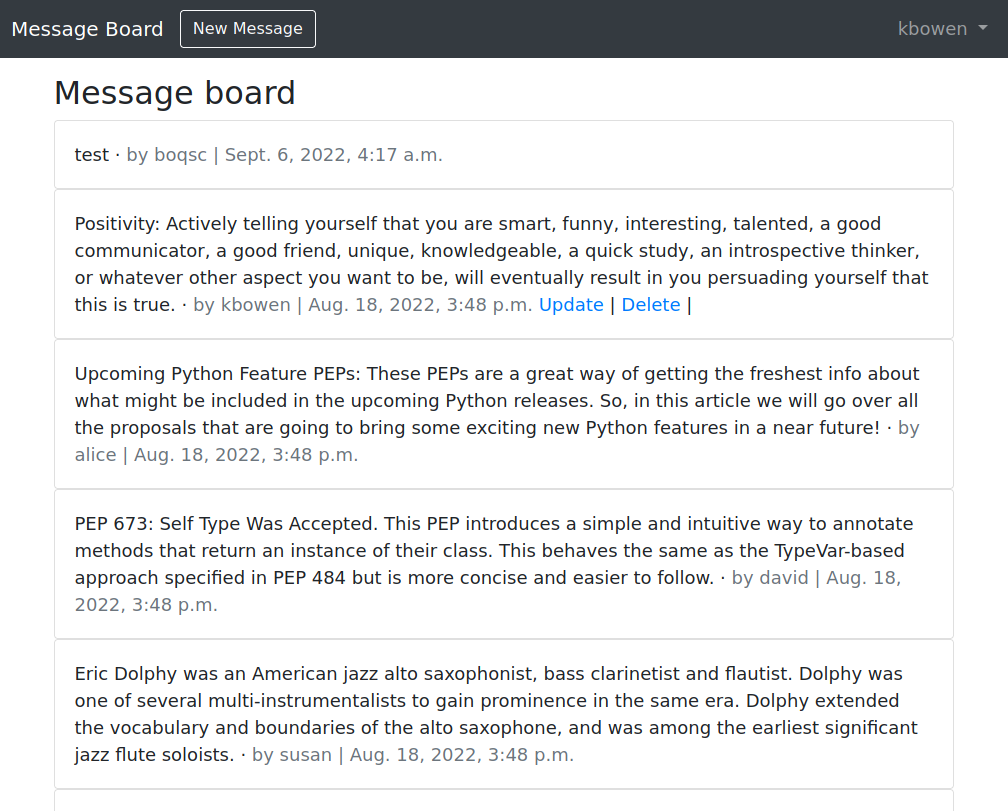 Message Board New Message kbowen
Message board
test · by boqsc | Sept. 6, 2022, 4:17 a.m.
Positivity: Actively telling yourself that you are smart, funny, interesting, talented, a good
communicator, a good friend, unique, knowledgeable, a quick study, an introspective thinker,
or whatever other aspect you want to be, will eventually result in you persuading yourself that
this is true. · by kbowen | Aug. 18, 2022, 3:48 p.m. Update | Delete |
Upcoming Python Feature PEPs: These PEPs are a great way of getting the freshest info about
what might be included in the upcoming Python releases. So, in this article we will go over all
the proposals that are going to bring some exciting new Python features in a near future! · by
alice | Aug. 18, 2022, 3:48 p.m.
PEP 673: Self Type Was Accepted. This PEP introduces a simple and intuitive way to annotate
methods that return an instance of their class. This behaves the same as the TypeVar-based
approach specified in PEP 484 but is more concise and easier to follow. · by david | Aug. 18,
2022, 3:48 p.m.
Eric Dolphy was an American jazz alto saxophonist, bass clarinetist and flautist. Dolphy was
one of several multi-instrumentalists to gain prominence in the same era. Dolphy extended
the vocabulary and boundaries of the alto saxophone, and was among the earliest significant
jazz flute soloists. · by susan | Aug. 18, 2022, 3:48 p.m.